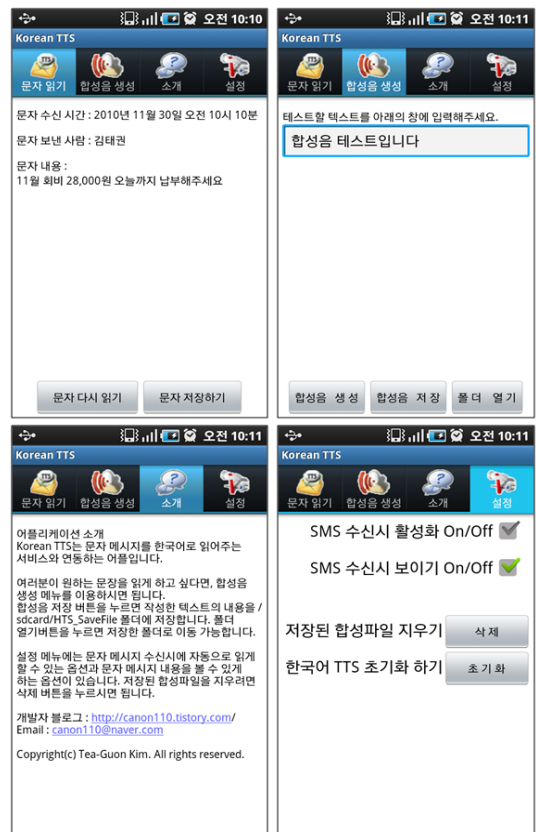 오전 10:10
Korean TTS
문자 읽기
합성음 생성
소개
설정
문자 수신 시간 : 2010년 11월 30일 오전 10시 10분
문자 보낸 사람 : 김태권
문자 내용 :
11월 회비 28,000원 오늘까지 납부해주세요
문자 다시 읽기
문자 저장하기
오전 10:11
Korean TTS
문자 읽기
합성음 생성
소개
설정
테스트할 텍스트를 아래의 창에 입력해주세요.
합성음 테스트입니다
합성음 생성
합성음 저장
폴더 열기
오전 10:11
Korean TTS
문자 읽기
합성음 생성
소개
설정
어플리케이션 소개
Korean TTS는 문자 메시지를 한국어로 읽어주는
서비스와 연동하는 어플입니다.
여러분이 원하는 문장을 읽게 하고 싶다면, 합성음
생성 메뉴를 이용하시면 됩니다.
합성음 저장 버튼을 누르면 작성한 텍스트의 내용을 /
sdcard/HTS_SaveFile 폴더에 저장합니다. 폴더
열기버튼을 누르면 저장한 폴더로 이동 가능합니다.
설정 메뉴에는 문자 메시지 수신시에 자동으로 읽게
할 수 있는 옵션과 문자 메시지 내용을 볼 수 있게
하는 옵션이 있습니다. 저장된 합성파일을 지우려면
삭제 버튼을 누르시면 됩니다.
개발자 블로그 : http://canon110.tistory.com/
Email : canon110@naver.com
Copyright(c) Tea-Guon Kim. All rights reserved.
오전 10:11
Korean TTS
문자 읽기
합성음 생성
소개
설정
SMS 수신시 활성화 On/Off
SMS 수신시 보이기 On/Off
저장된 합성파일 지우기
삭제
한국어 TTS 초기화 하기
초기화